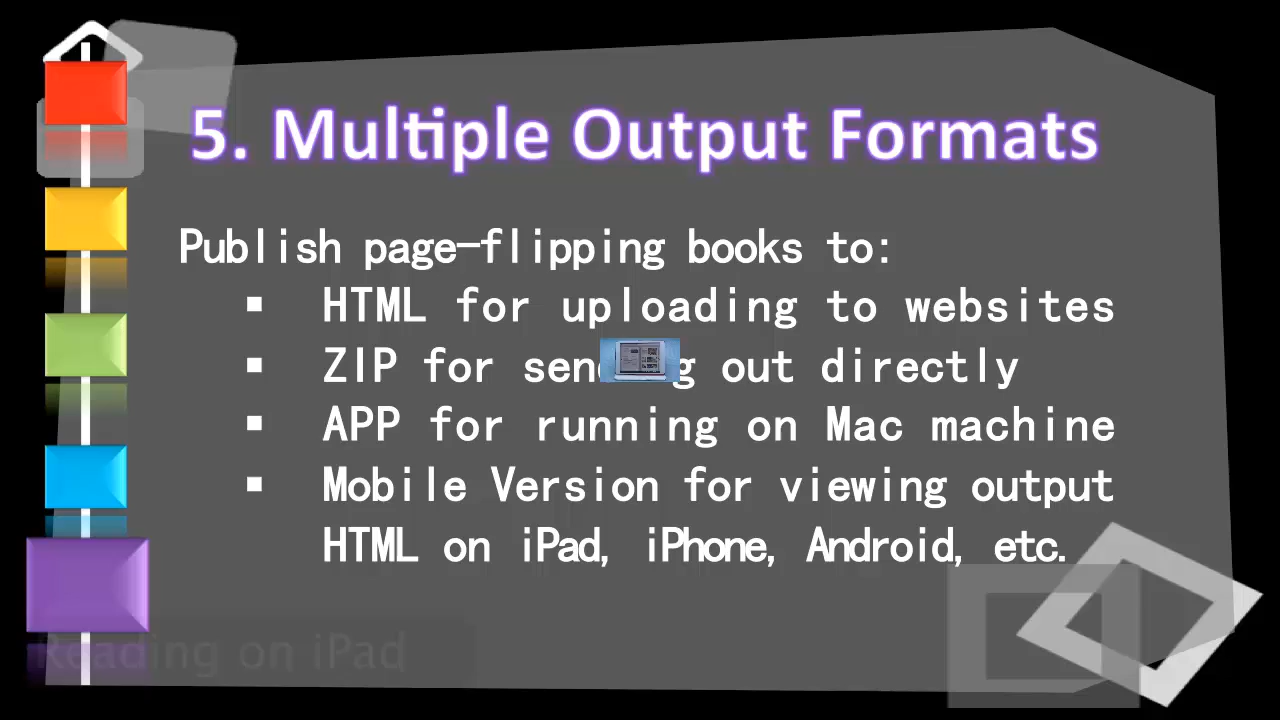 5. Multiple Output Formats
Publish page-flipping books to:
▪ HTML for uploading to websites
▪ ZIP for sending out directly
▪ APP for running on Mac machine
▪ Mobile Version for viewing output
HTML on iPad, iPhone, Android, etc.
Reading on iPad